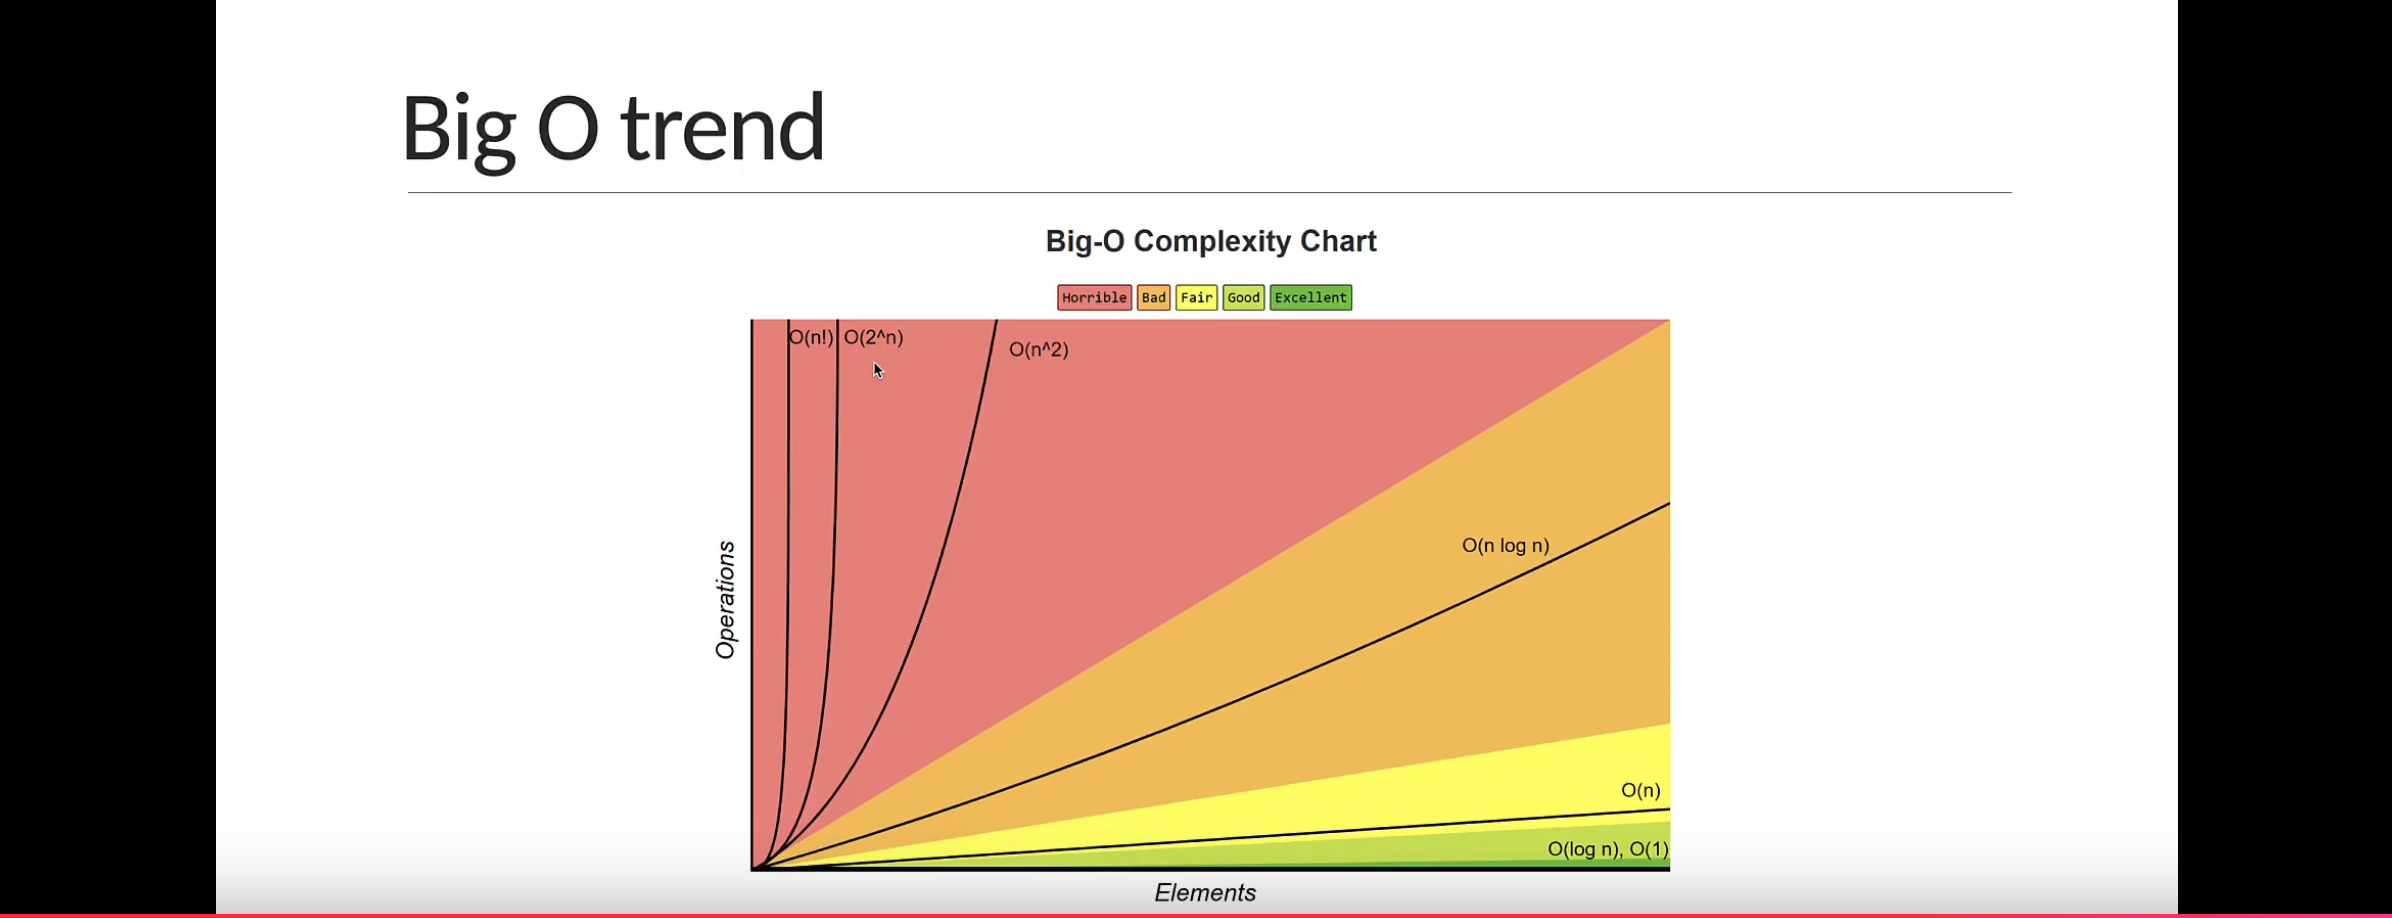 Big O trend
Big-O Complexity Chart
Horrible Bad Fair Good Excellent
O(n!) O(2^n)
O(n^2)
O(n log n)
Operations
O(n)
O(log n), O(1)
Elements